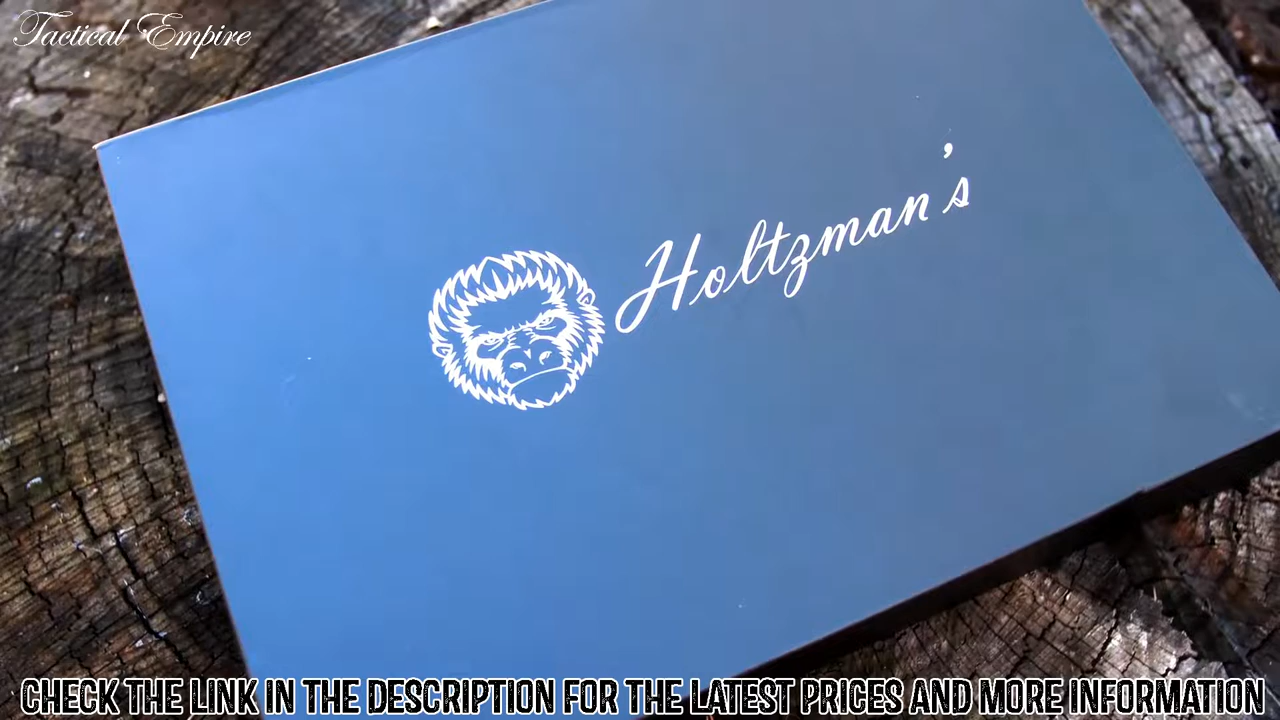 Tactical Empire
Holtzman's
CHECK THE LINK IN THE DESCRIPTION FOR THE LATEST PRICES AND MORE INFORMATION